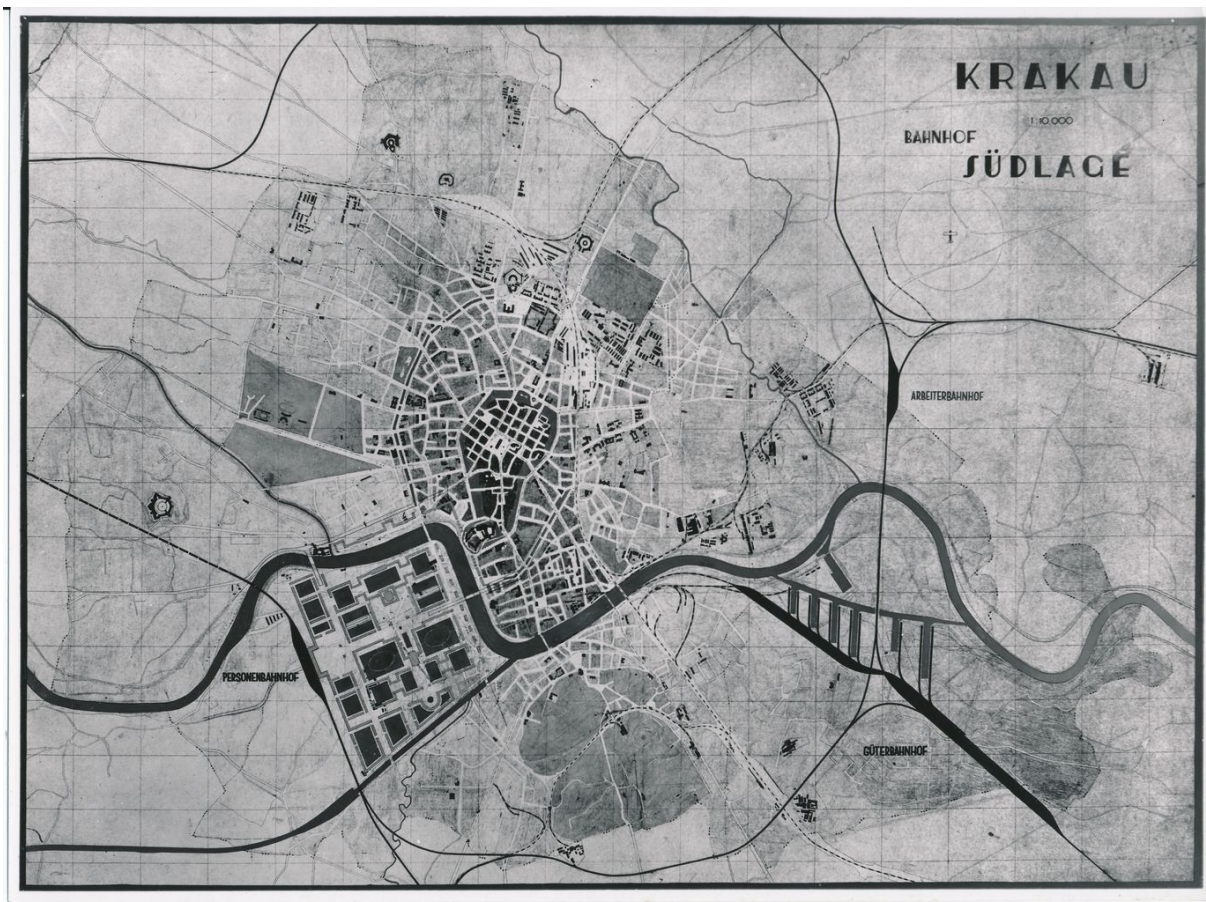 KRAKAU
1:10.000
BAHNHOF
SÜDLAGE
ARBEITERBAHNHOF
PERSONENBAHNHOF
GÜTERBAHNHOF